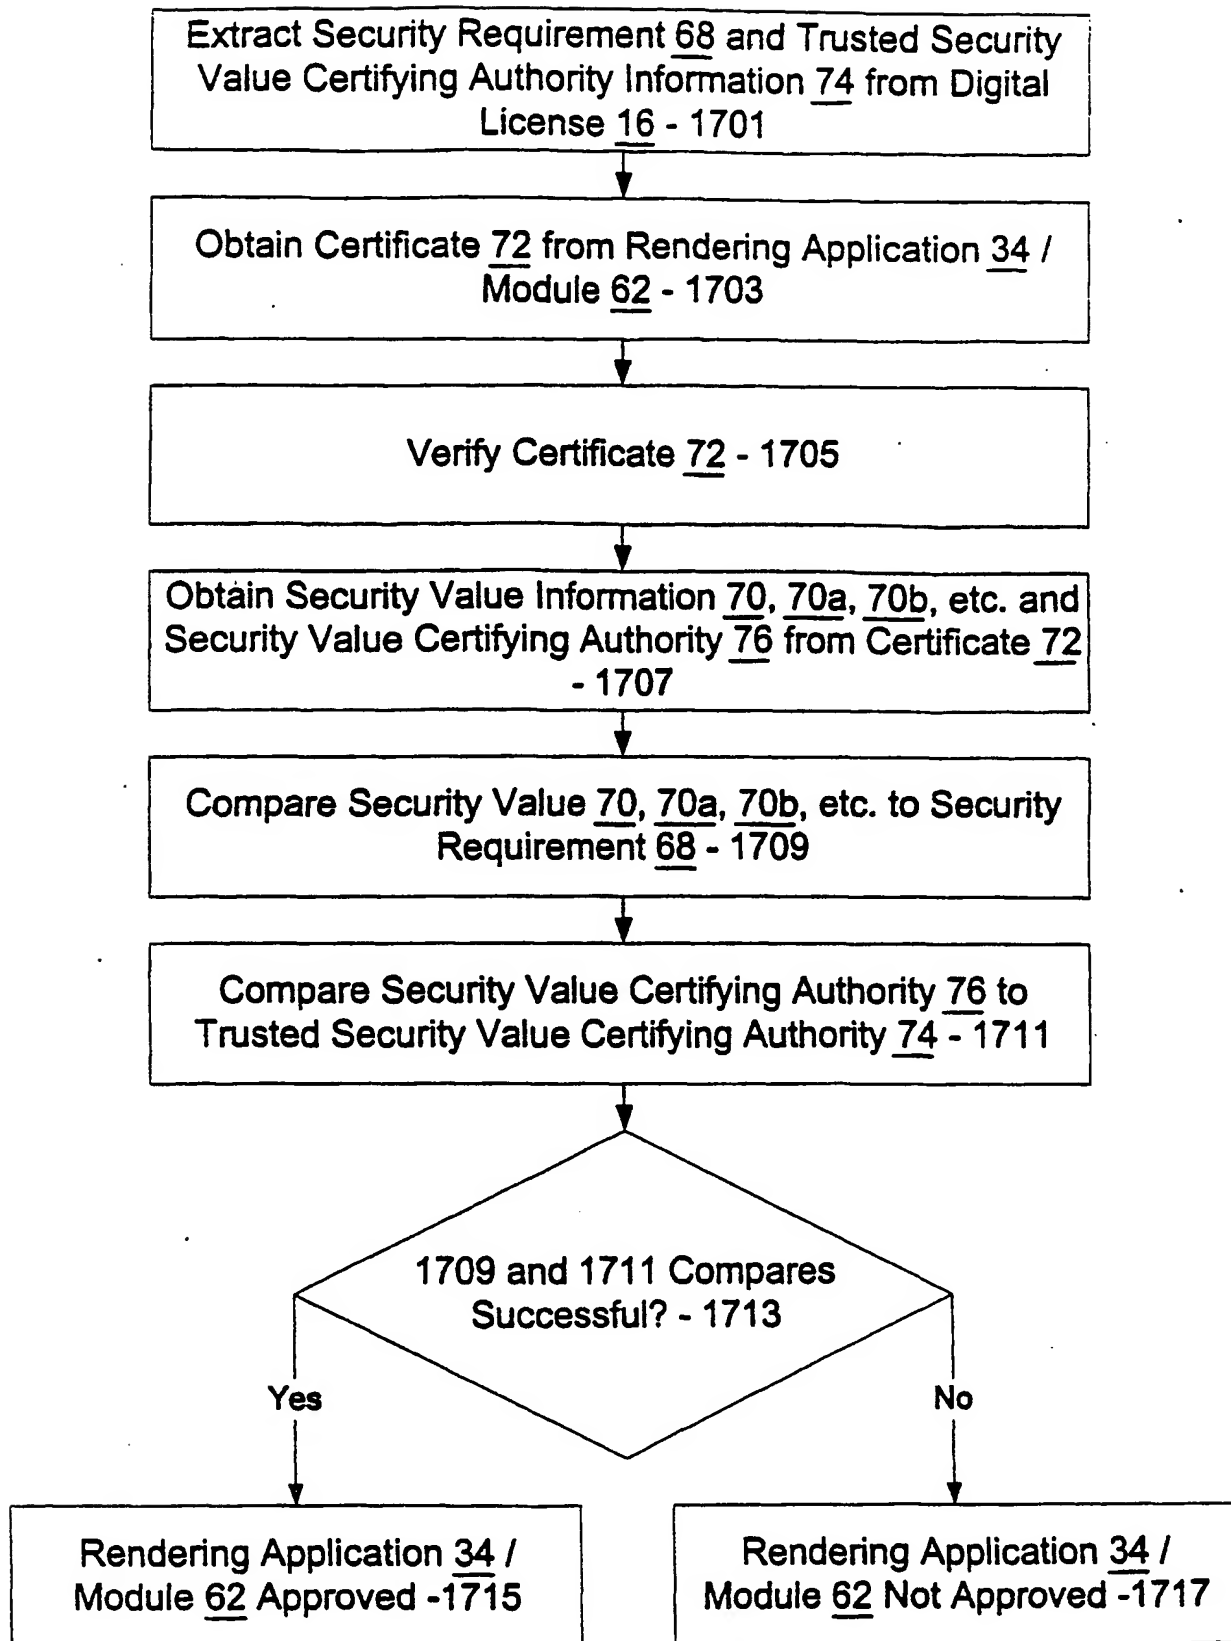 Extract Security Requirement 68 and Trusted Security
Value Certifying Authority Information 74 from Digital
License 16 - 1701
Obtain Certificate 72 from Rendering Application 34 /
Module 62 - 1703
Verify Certificate 72 - 1705
Obtain Security Value Information 70, 70a, 70b, etc. and
Security Value Certifying Authority 76 from Certificate 72
- 1707
Compare Security Value 70, 70a, 70b, etc. to Security
Requirement 68 - 1709
Compare Security Value Certifying Authority 76 to
Trusted Security Value Certifying Authority 74 - 1711
1709 and 1711 Compares
Successful? - 1713
Yes
No
Rendering Application 34 /
Module 62 Approved -1715
Rendering Application 34 /
Module 62 Not Approved -1717